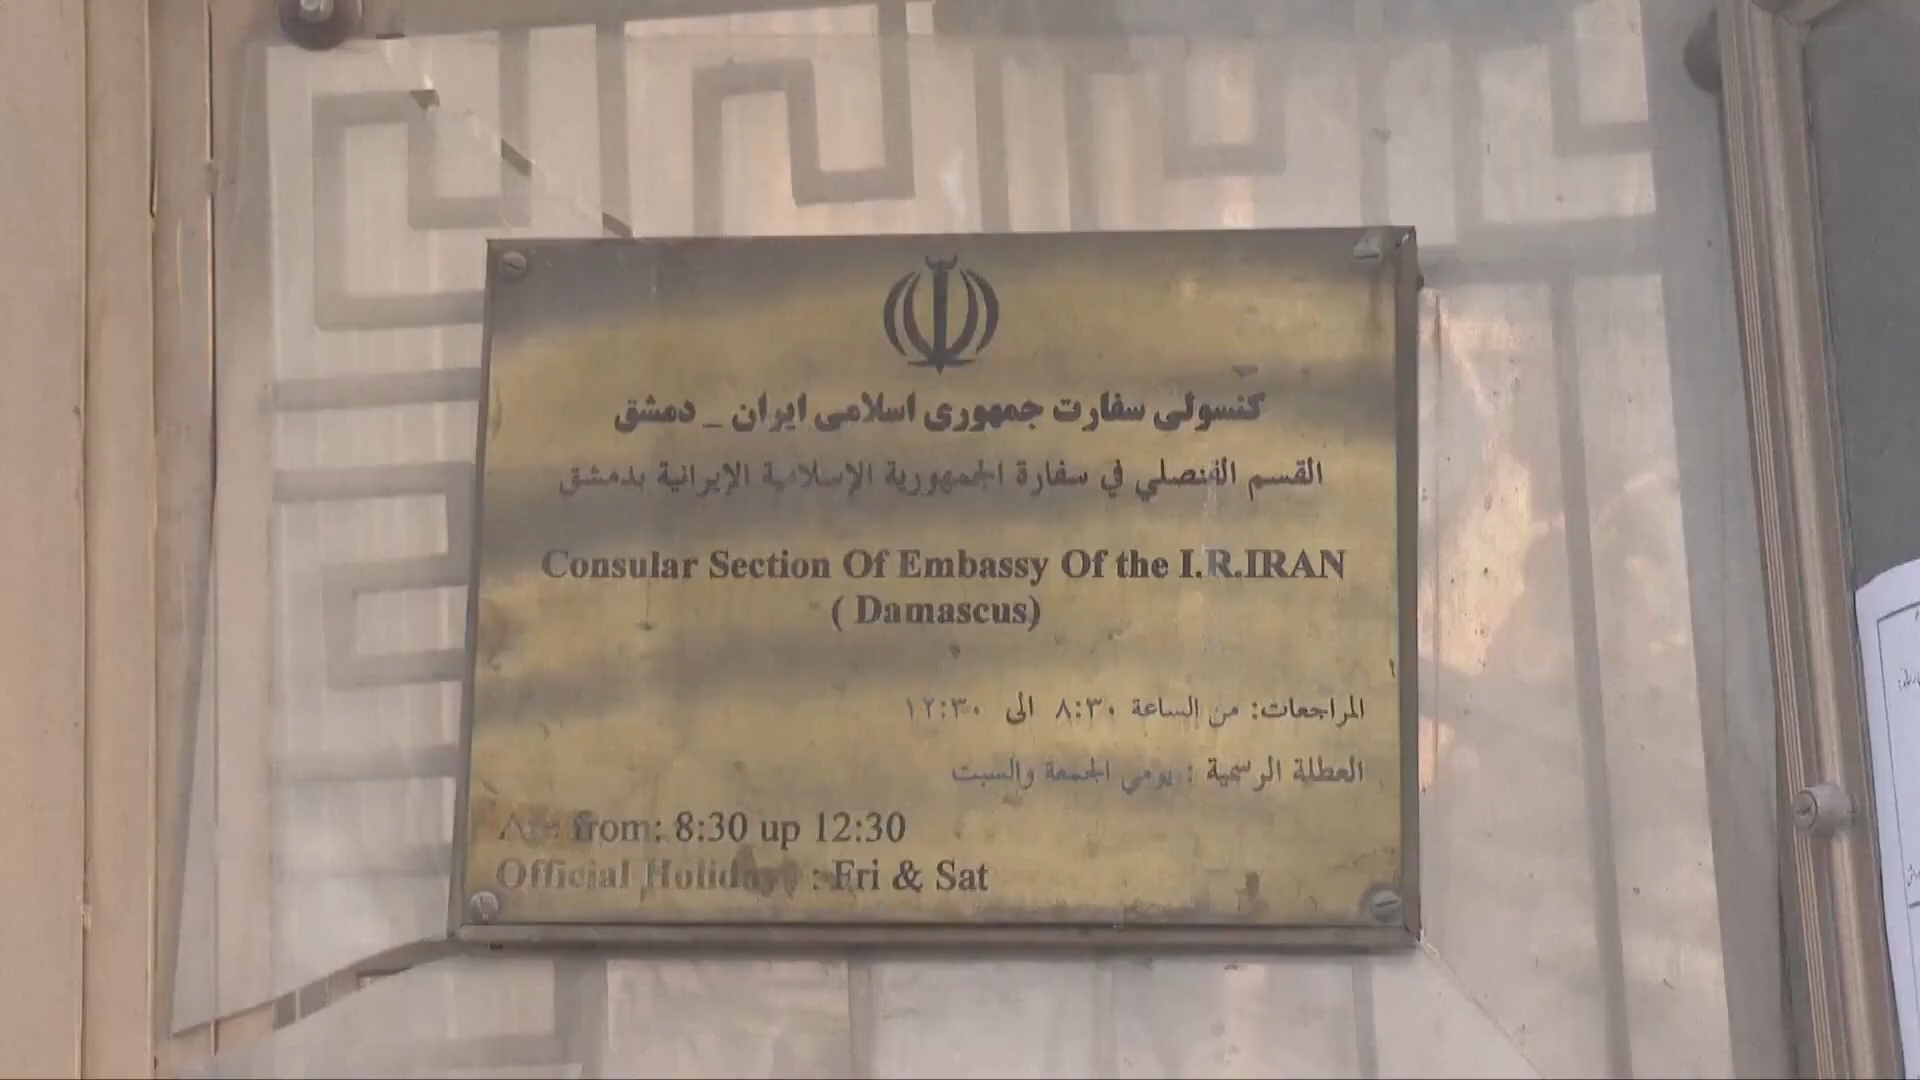 كنسولی سفارت جمهوری اسلامی ایران _ دمشق
القسم القنصلي في سفارة الجمهورية الإسلامية الإيرانية بدمشق
Consular Section Of Embassy Of the I.R.IRAN
( Damascus)
المراجعات: من الساعة ٨:٣٠ الى ١٢:٣٠
العطلة الرسمية : يومي الجمعة والسبت
from: 8:30 up 12:30
Official Holiday : Fri & Sat